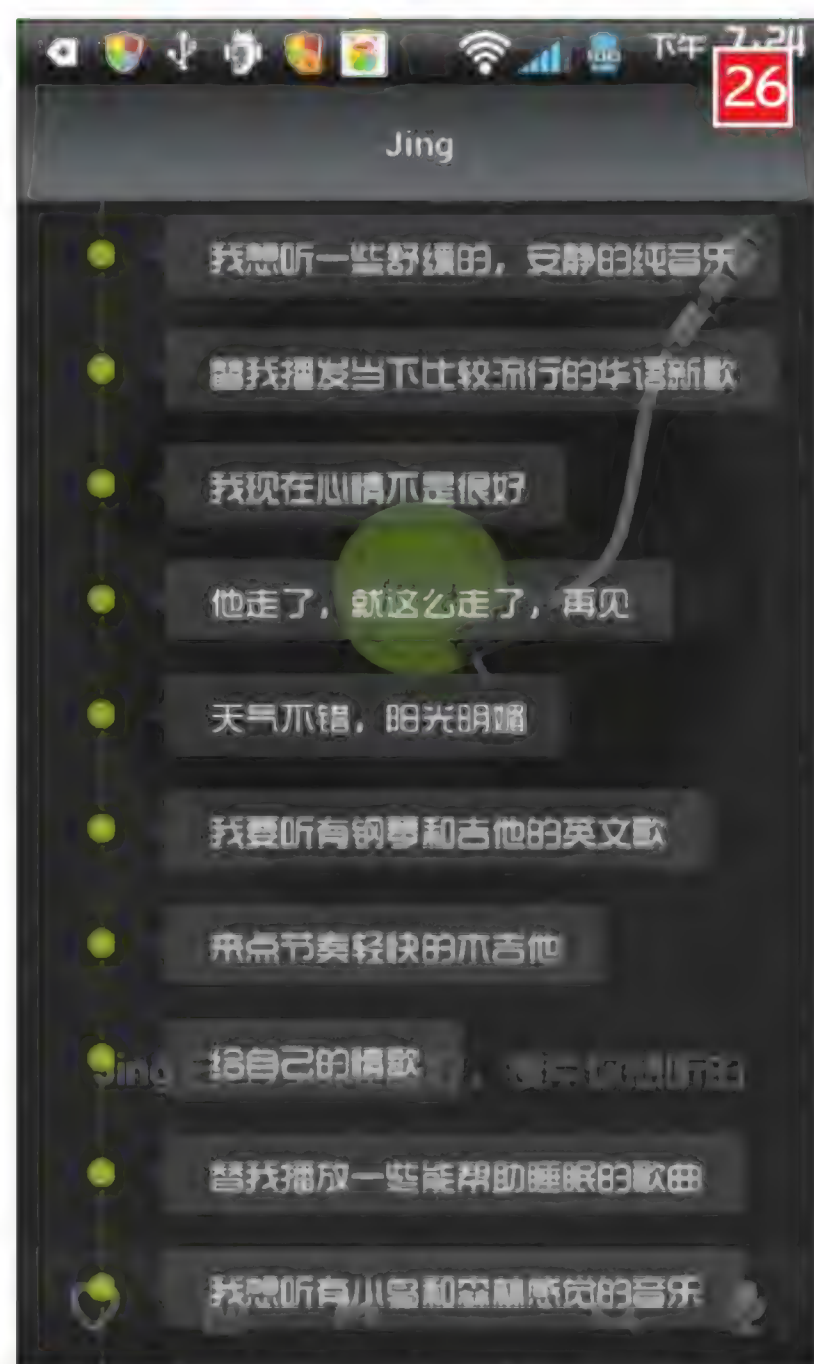 下午 7:24
26
Jing
我想听一些舒缓的，安静的纯音乐
替我播发当下比较流行的华语新歌
我现在心情不是很好
他走了，就这么走了，再见
天气不错，阳光明媚
我要听有钢琴和吉他的英文歌
来点节奏轻快的木吉他
给自己的情歌
Jing
替我播放一些能帮助睡眠的歌曲
我想听有小鸟和森林感觉的音乐